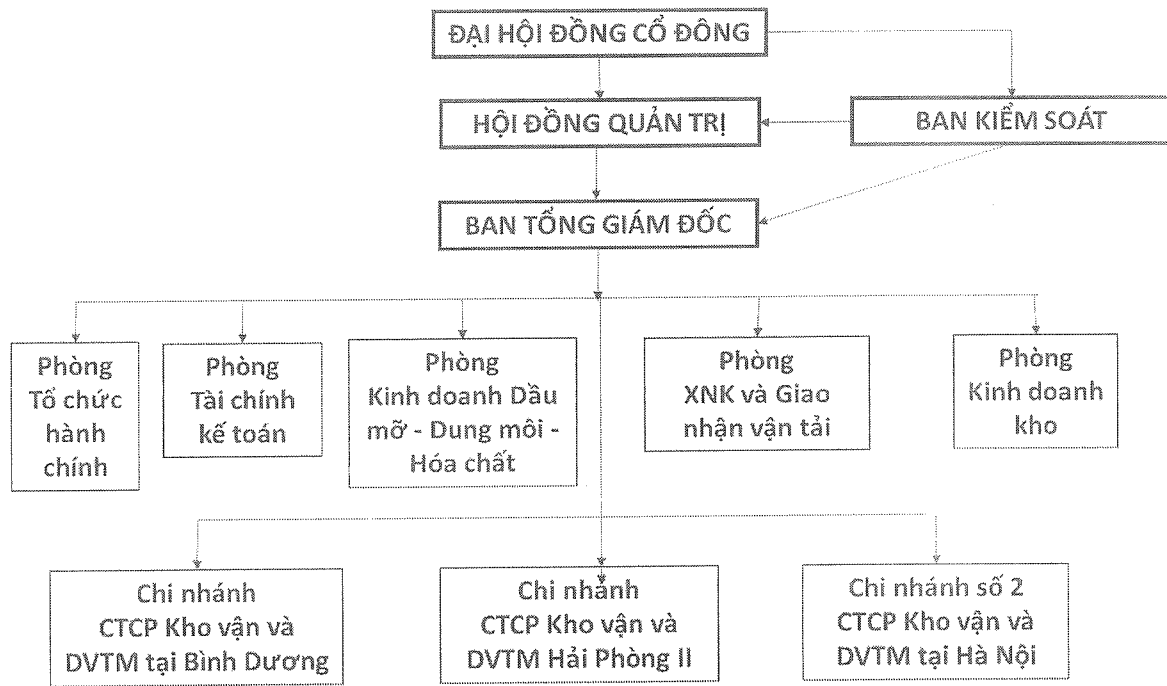 ĐẠI HỘI ĐỒNG CỔ ĐÔNG
HỘI ĐỒNG QUẢN TRỊ
BAN KIỂM SOÁT
BAN TỔNG GIÁM ĐỐC
Phòng
Tổ chức
hành
chính
Phòng
Tài chính
kế toán
Phòng
Kinh doanh Dầu
mỡ - Dung môi -
Hóa chất
Phòng
XNK và Giao
nhận vận tải
Phòng
Kinh doanh
kho
Chi nhánh
CTCP Kho vận và
DVTM tại Bình Dương
Chi nhánh
CTCP Kho vận và
DVTM Hải Phòng II
Chi nhánh số 2
CTCP Kho vận và
DVTM tại Hà Nội